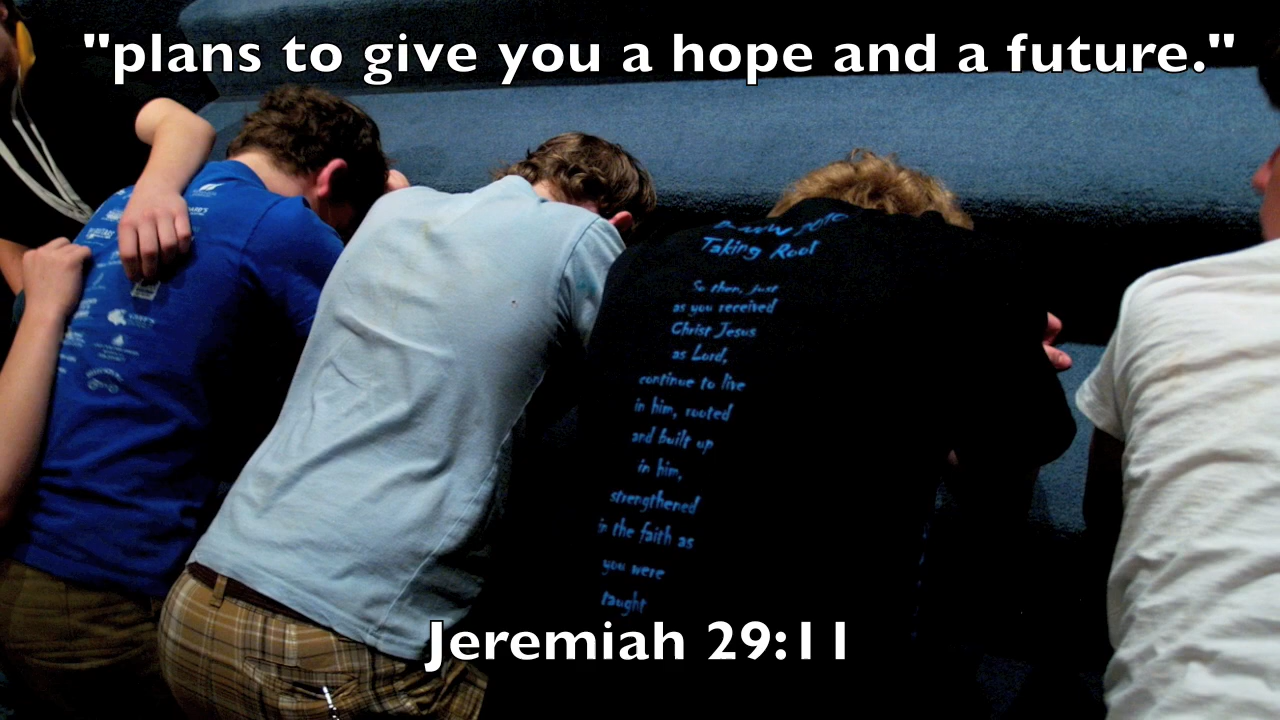 "plans to give you a hope and a future."
Taking Root
So then, just
as you received
Christ Jesus
as Lord,
continue to live
in him, rooted
and built up
in him,
strengthened
in the faith as
you were
taught
Jeremiah 29:11